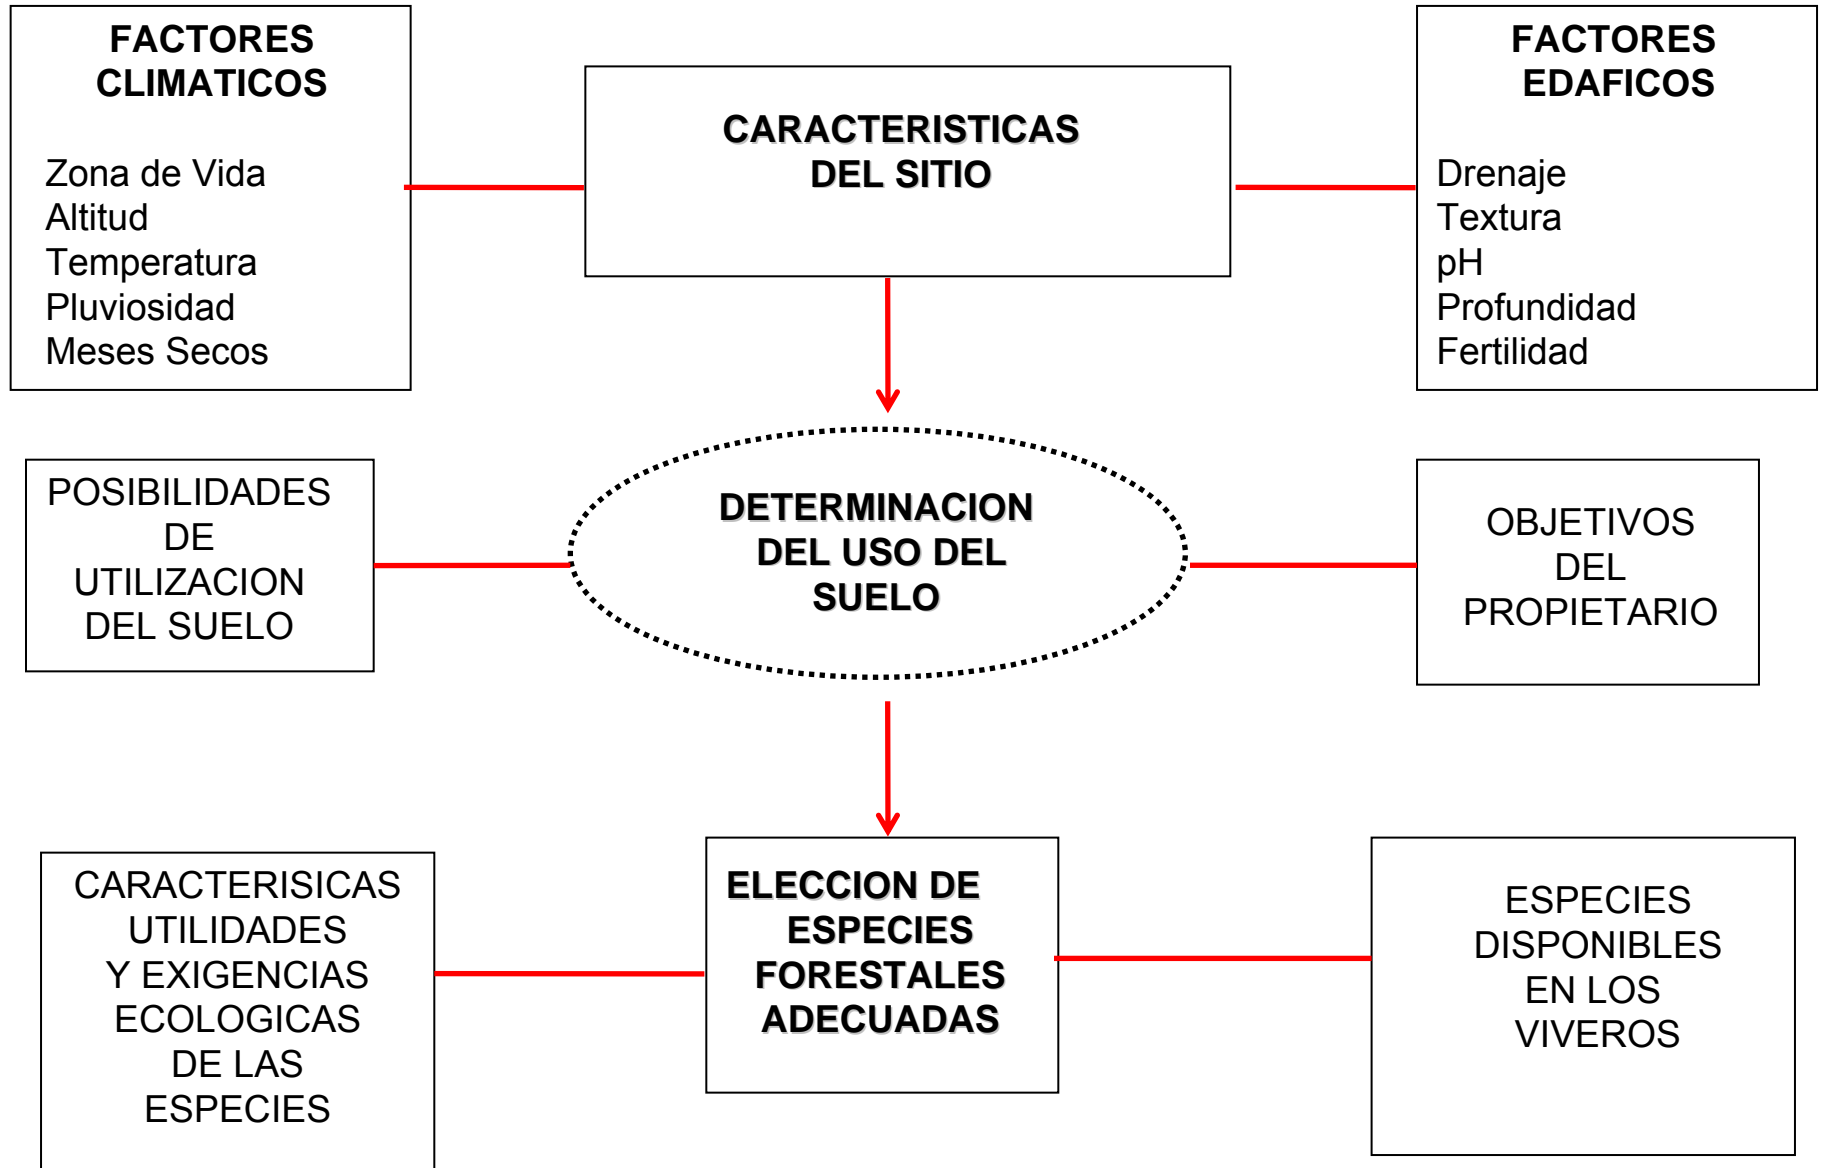 FACTORES
CLIMATICOS
Zona de Vida
Altitud
Temperatura
Pluviosidad
Meses Secos
CARACTERISTICAS
DEL SITIO
FACTORES
EDAFICOS
Drenaje
Textura
pH
Profundidad
Fertilidad
POSIBILIDADES
DE
UTILIZACION
DEL SUELO
DETERMINACION
DEL USO DEL
SUELO
OBJETIVOS
DEL
PROPIETARIO
CARACTERISICAS
UTILIDADES
Y EXIGENCIAS
ECOLOGICAS
DE LAS
ESPECIES
ELECCION DE
ESPECIES
FORESTALES
ADECUADAS
ESPECIES
DISPONIBLES
EN LOS
VIVEROS